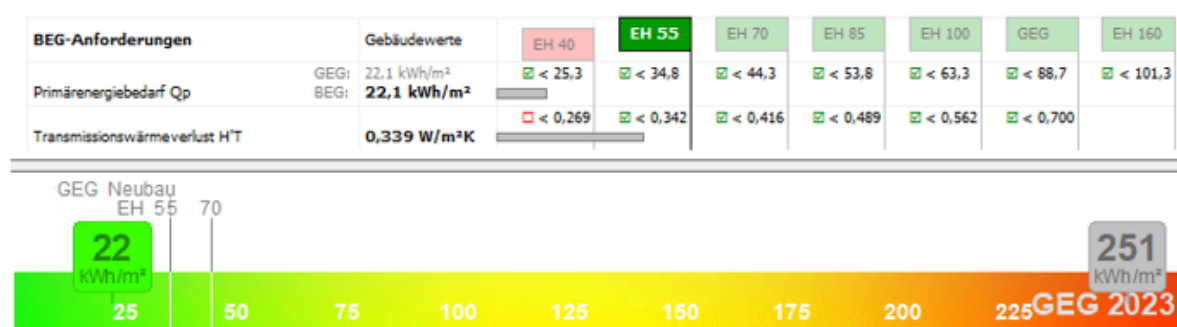 BEG-Anforderungen Gebäudewerte EH 40 EH 55 EH 70 EH 85 EH 100 GEG EH 160
GEG: 22,1 kWh/m² < 25,3 < 34,8 < 44,3 < 53,8 < 63,3 < 88,7 < 101,3
Primärenergiebedarf Qp BEG: 22,1 kWh/m²
< 0,269 < 0,342 < 0,416 < 0,489 < 0,562 < 0,700
Transmissionswärmeverlust H'T 0,339 W/m²K
GEG Neubau
EH 55 70
22 251
kWh/m² kWh/m²
25 50 75 100 125 150 175 200 225 GEG 2023